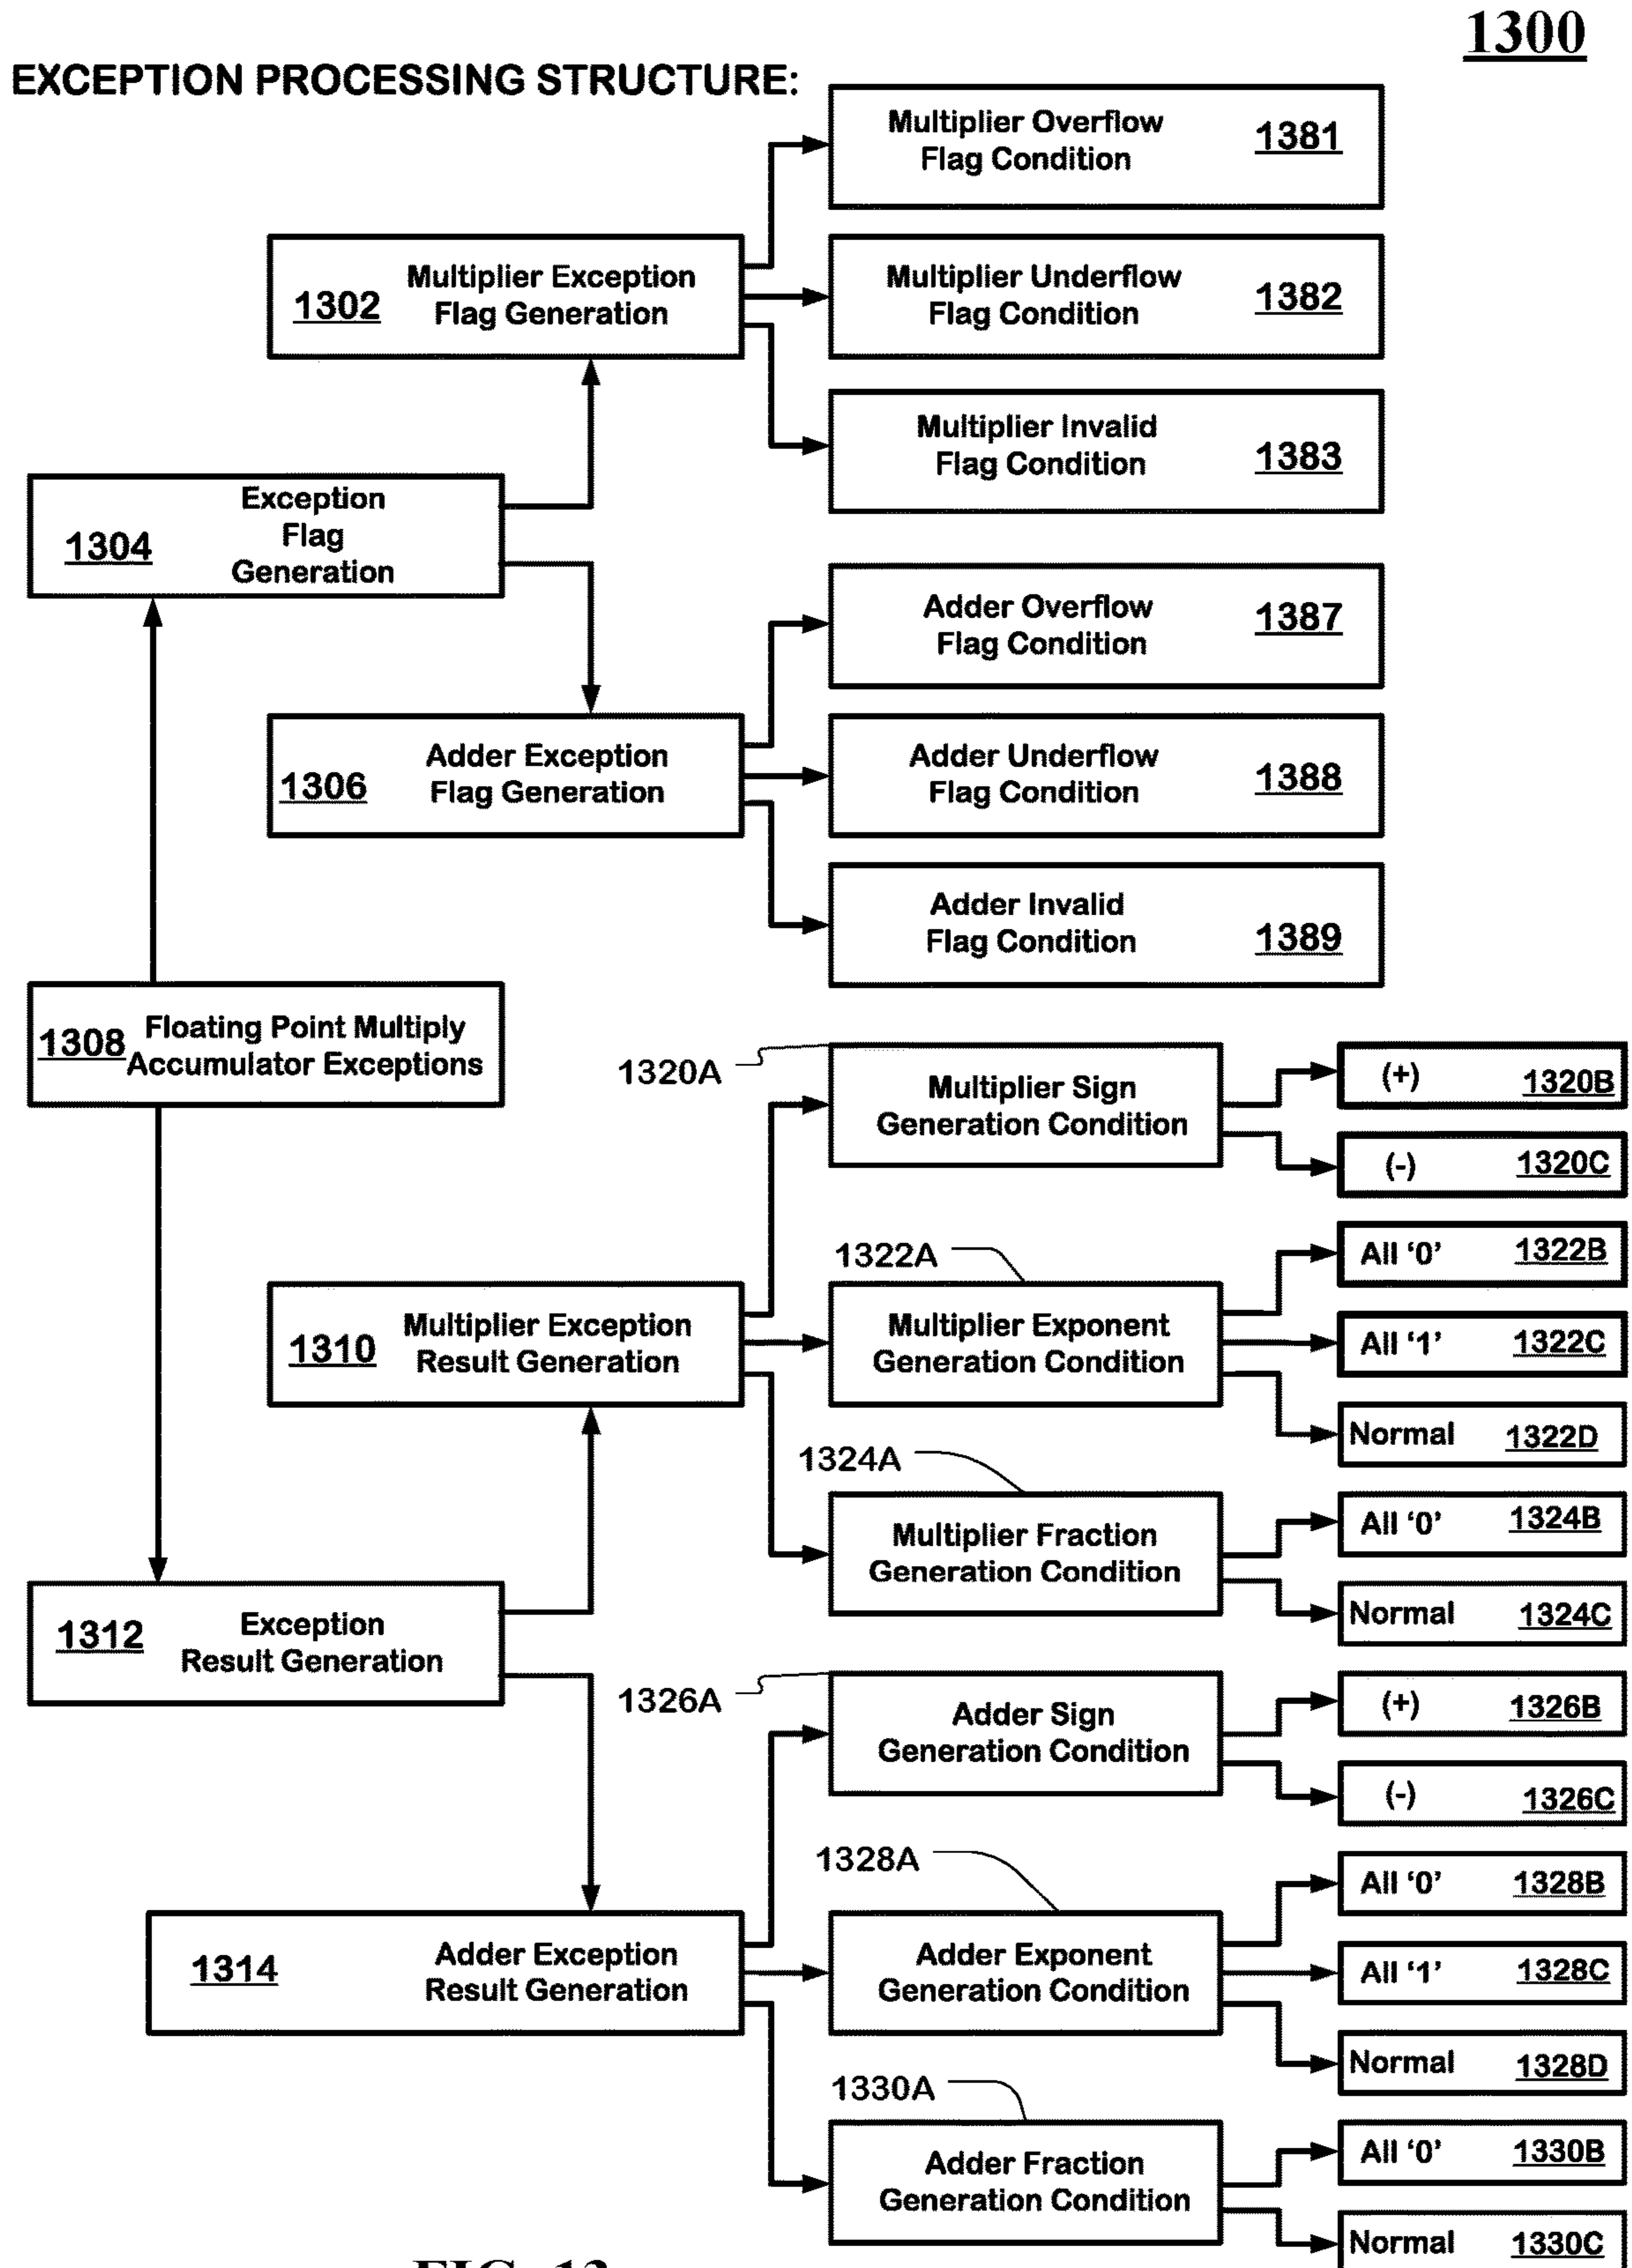 1300
EXCEPTION PROCESSING STRUCTURE:
Multiplier Overflow
Flag Condition
1381
1302
Multiplier Exception
Flag Generation
Multiplier Underflow
Flag Condition
1382
Multiplier Invalid
Flag Condition
1383
1304
Exception
Flag
Generation
Adder Overflow
Flag Condition
1387
1306
Adder Exception
Flag Generation
Adder Underflow
Flag Condition
1388
Adder Invalid
Flag Condition
1389
1308
Floating Point Multiply
Accumulator Exceptions
1320A
Multiplier Sign
Generation Condition
(+) 1320B
(-) 1320C
1322A
1310
Multiplier Exception
Result Generation
Multiplier Exponent
Generation Condition
All ‘0’ 1322B
All ‘1’ 1322C
Normal 1322D
1324A
Multiplier Fraction
Generation Condition
All ‘0’ 1324B
Normal 1324C
1312
Exception
Result Generation
1326A
Adder Sign
Generation Condition
(+) 1326B
(-) 1326C
1328A
1314
Adder Exception
Result Generation
Adder Exponent
Generation Condition
All ‘0’ 1328B
All ‘1’ 1328C
Normal 1328D
1330A
Adder Fraction
Generation Condition
All ‘0’ 1330B
Normal 1330C
FIG. 13